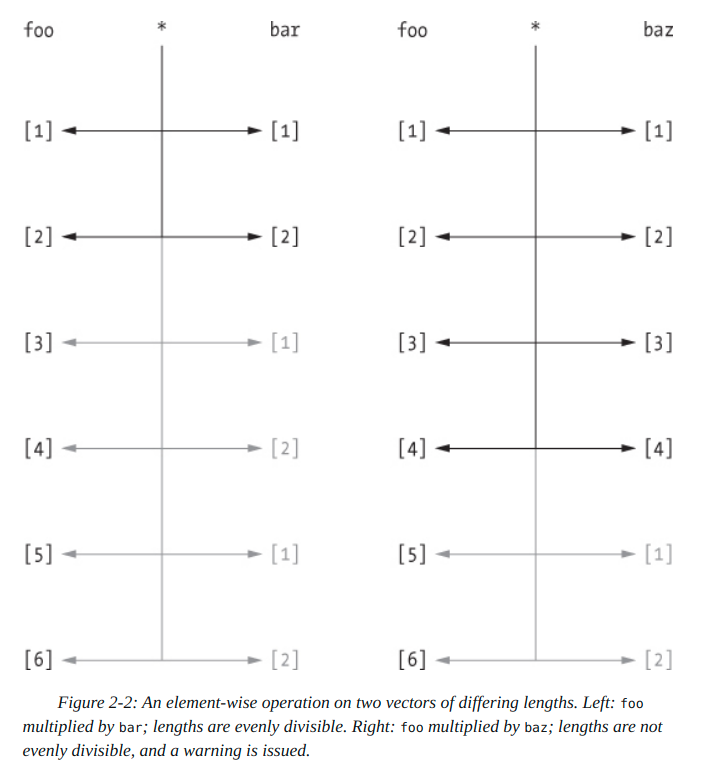 foo * bar foo * baz
[1] [1] [1] [1]
[2] [2] [2] [2]
[3] [1] [3] [3]
[4] [2] [4] [4]
[5] [1] [5] [1]
[6] [2] [6] [2]
Figure 2-2: An element-wise operation on two vectors of differing lengths. Left: foo
multiplied by bar; lengths are evenly divisible. Right: foo multiplied by baz; lengths are not
evenly divisible, and a warning is issued.